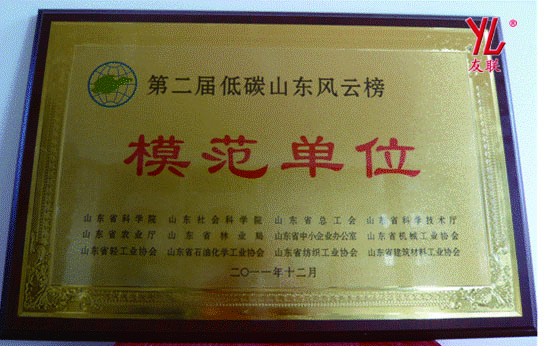 YL®
友联
第二届低碳山东风云榜
模范单位
山东省科学院 山东社会科学院 山东省总工会 山东省科学技术厅
山东省农业厅 山东省林业局 山东省中小企业办公室 山东省机械工业协会
山东省轻工业协会 山东省石油化学工业协会 山东省纺织工业协会 山东省建筑材料工业协会
二〇一一年十二月